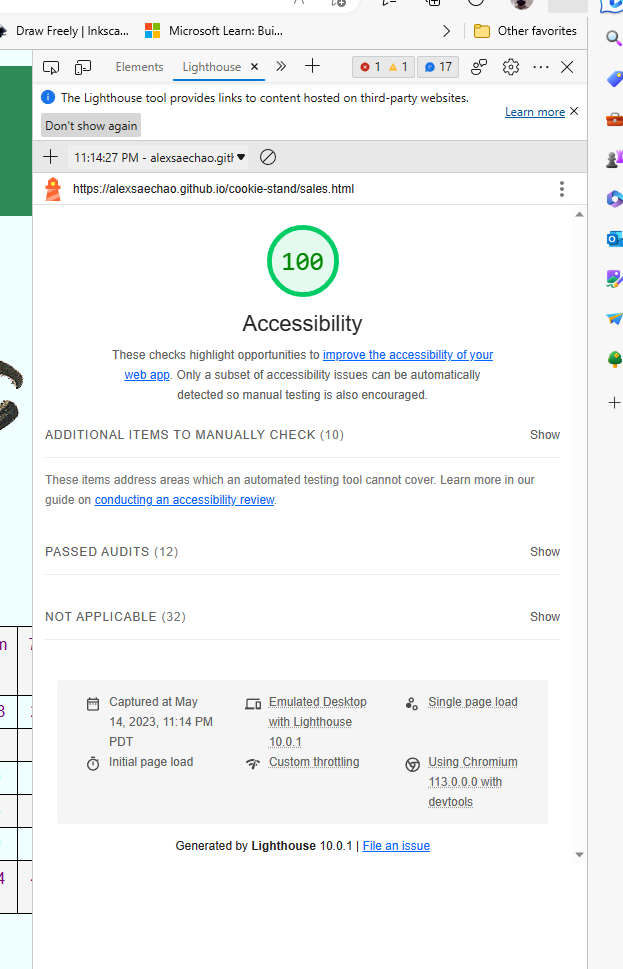 Draw Freely | Inksca...
Microsoft Learn: Bui...
Other favorites
Elements
Lighthouse
1
1
17
The Lighthouse tool provides links to content hosted on third-party websites.
Learn more
Don't show again
11:14:27 PM - alexsaechao.gith
https://alexsaechao.github.io/cookie-stand/sales.html
100
Accessibility
These checks highlight opportunities to improve the accessibility of your
web app. Only a subset of accessibility issues can be automatically
detected so manual testing is also encouraged.
ADDITIONAL ITEMS TO MANUALLY CHECK (10)
Show
These items address areas which an automated testing tool cannot cover. Learn more in our
guide on conducting an accessibility review.
PASSED AUDITS (12)
Show
NOT APPLICABLE (32)
Show
Captured at May
14, 2023, 11:14 PM
PDT
Emulated Desktop
with Lighthouse
10.0.1
Single page load
Initial page load
Custom throttling
Using Chromium
113.0.0.0 with
devtools
Generated by Lighthouse 10.0.1 | File an issue